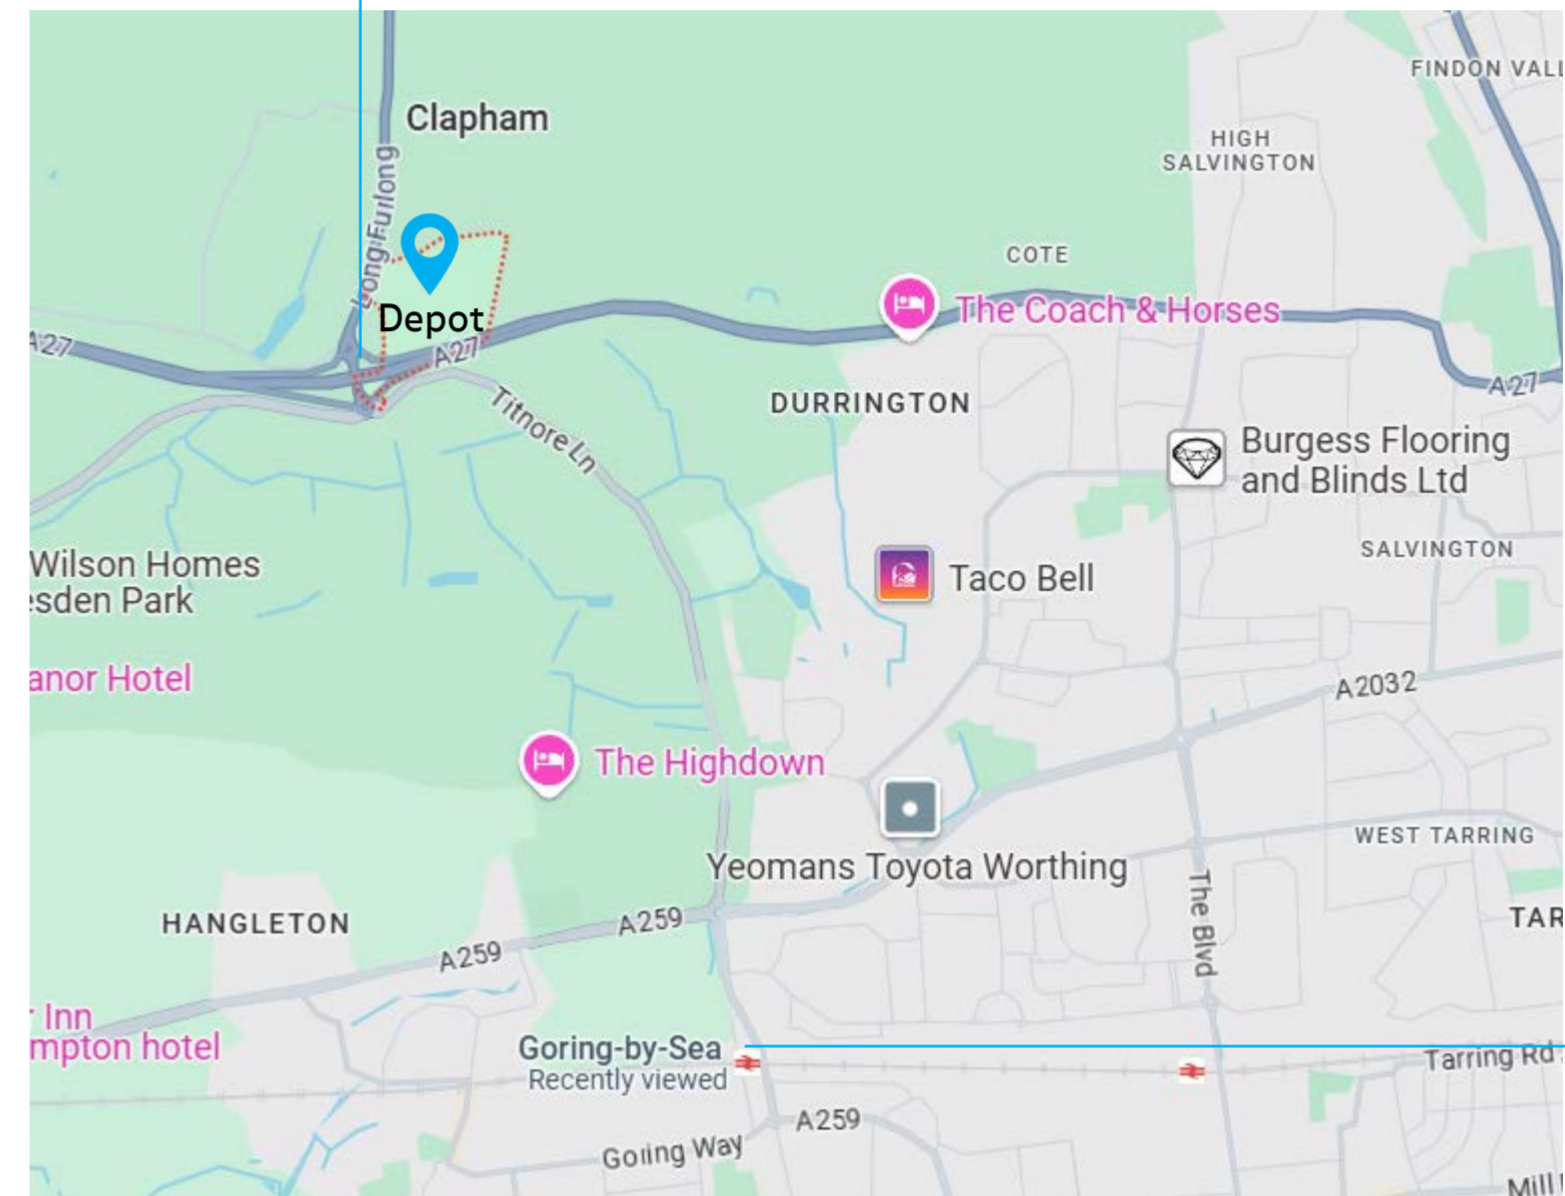 Clapham
FINDON VALL
HIGH
SALVINGTON
Long Furlong
COTE
Depot
The Coach & Horses
A27
A27
A27
Titnore Ln
DURRINGTON
Burgess Flooring
and Blinds Ltd
SALVINGTON
Wilson Homes
esden Park
Taco Bell
anor Hotel
A2032
The Highdown
WEST TARRING
Yeomans Toyota Worthing
The Blvd
HANGLETON
A259
TAR
A259
r Inn
mpton hotel
Goring-by-Sea
Recently viewed
Tarring Rd
A259
Goring Way
Mill